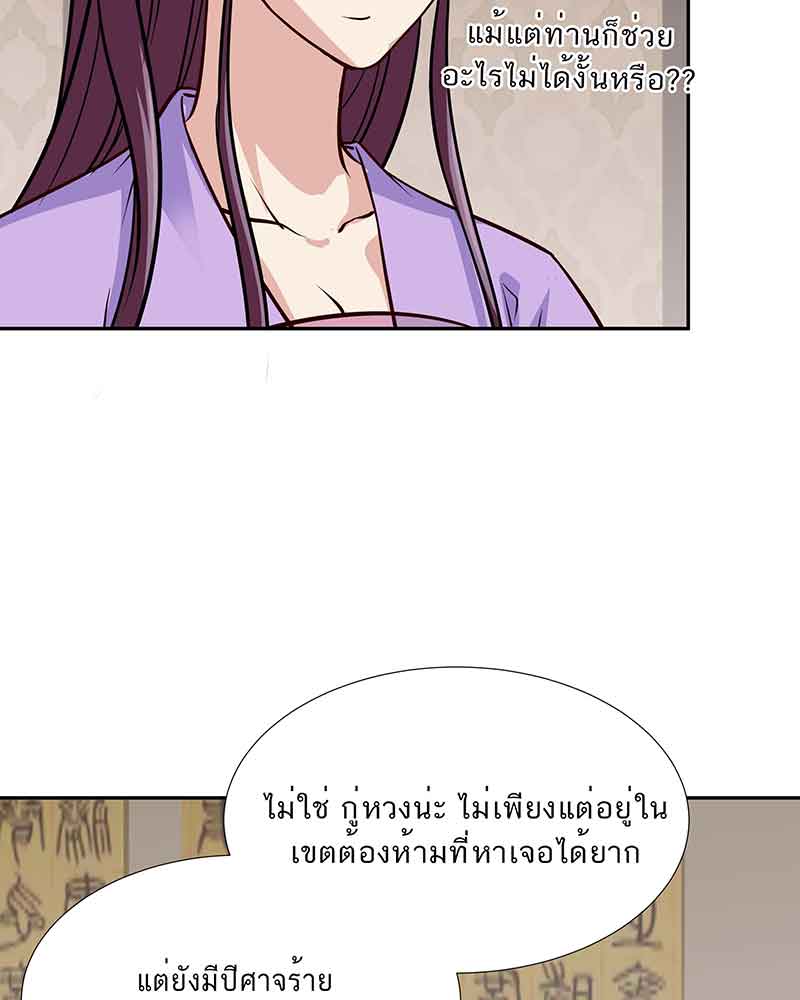 แม้แต่ท่านก็ช่วย
อะไรไม่ได้งั้นหรือ??
ไม่ใช่ กู่หวงน่ะ ไม่เพียงแต่อยู่ใน
เขตต้องห้ามที่หาเจอได้ยาก
แต่ยังมีปีศาจร้าย